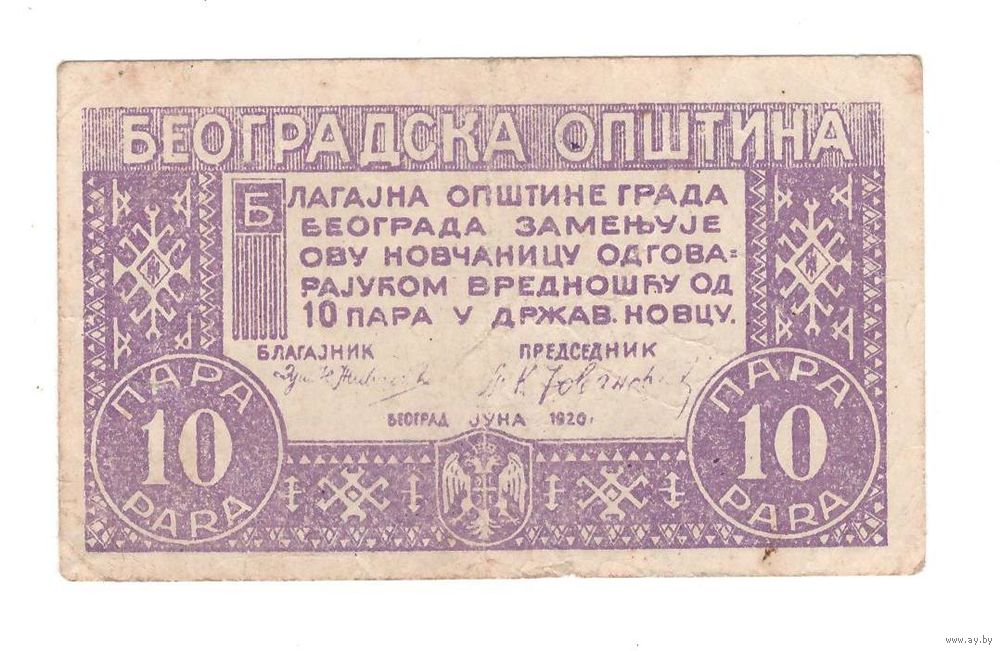 БЕОГРАДСКА ОПШТИНА
БЛАГАЈНА ОПШТИНЕ ГРАДА
БЕОГРАДА ЗАМЕЊУЈЕ
ОВУ НОВЧАНИЦУ ОДГОВА=
РАЈУЋОМ ВРЕДНОШЋУ ОД
10 ПАРА У ДРЖАВ. НОВЦУ.
БЛАГАЈНИК ПРЕДСЕДНИК
БЕОГРАД ЈУНА 1920
ПАРА
10
PARA
ПАРА
10
PARA
www.ay.by